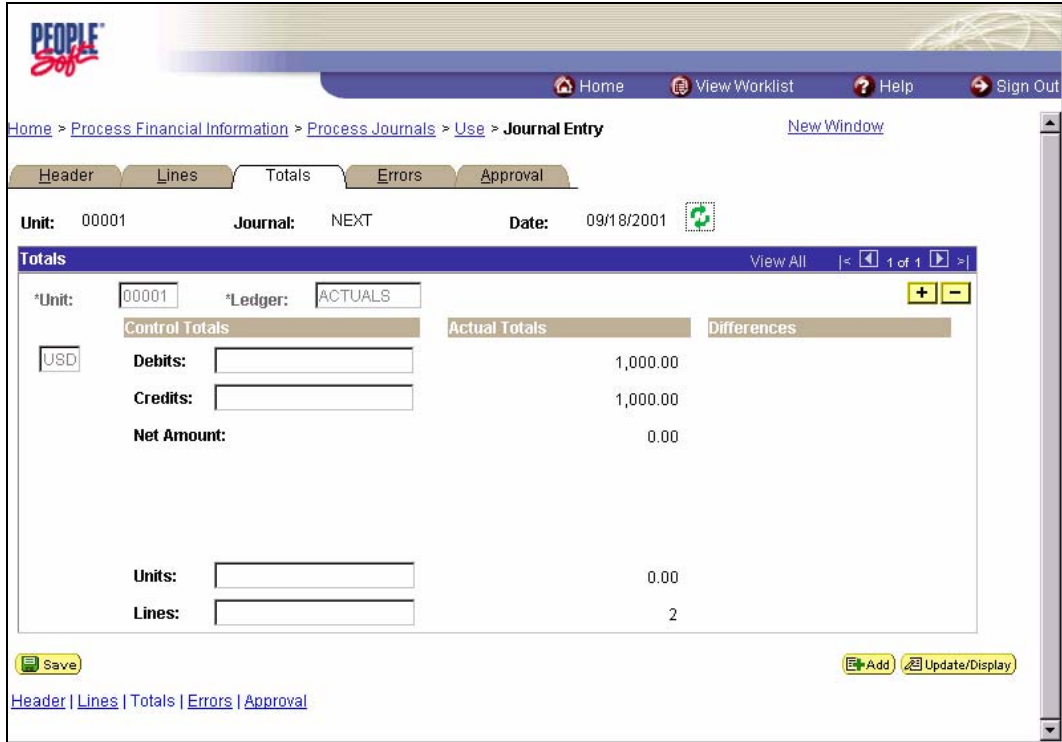 PEOPLE
Soft
Home View Worklist Help Sign Out
Home > Process Financial Information > Process Journals > Use > Journal Entry New Window
Header Lines Totals Errors Approval
Unit: 00001 Journal: NEXT Date: 09/18/2001
Totals View All |< 1 of 1 >|
*Unit: 00001 *Ledger: ACTUALS + -
Control Totals Actual Totals Differences
USD Debits: 1,000.00
Credits: 1,000.00
Net Amount: 0.00
Units: 0.00
Lines: 2
Save Add Update/Display
Header | Lines | Totals | Errors | Approval